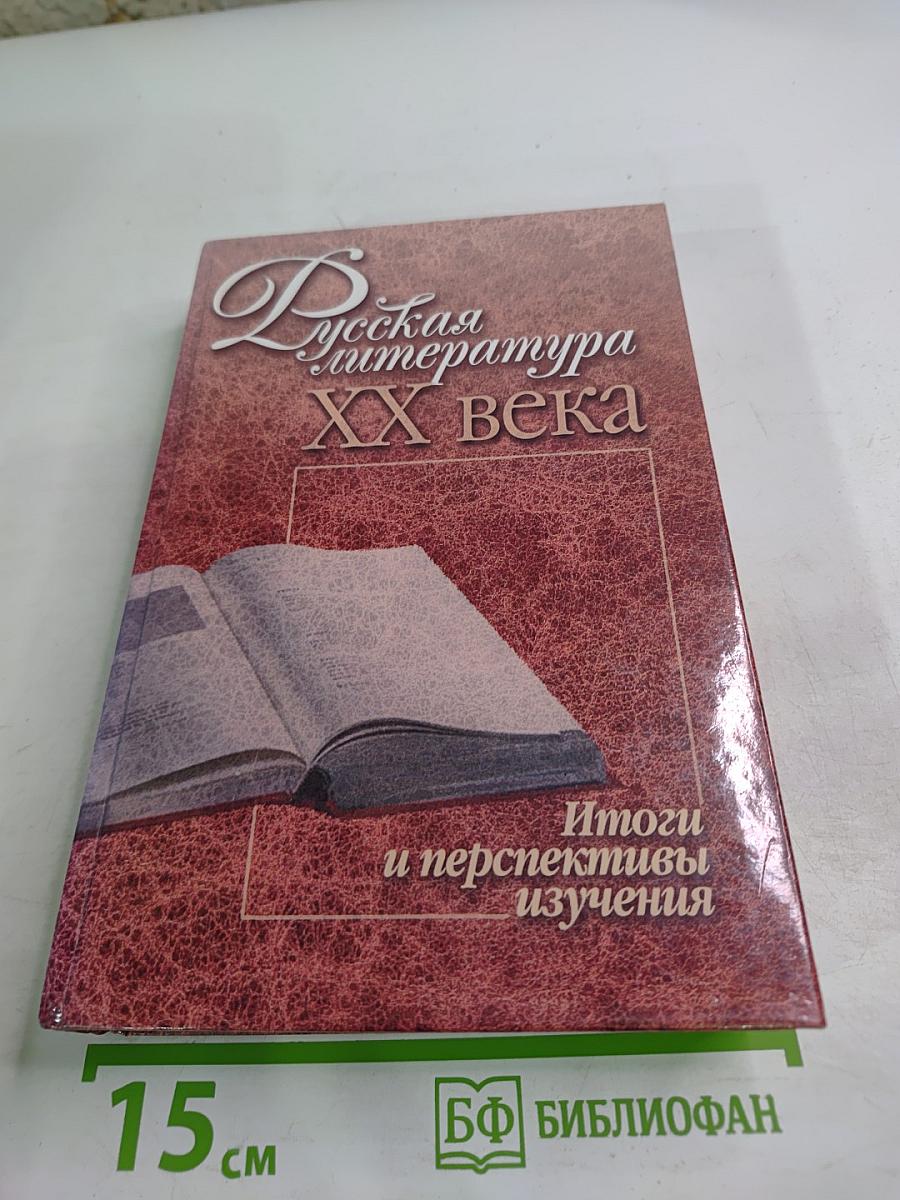 Русская
литература
XX века
Итоги
и перспективы
изучения
15 см
БФ БИБЛИОФАН